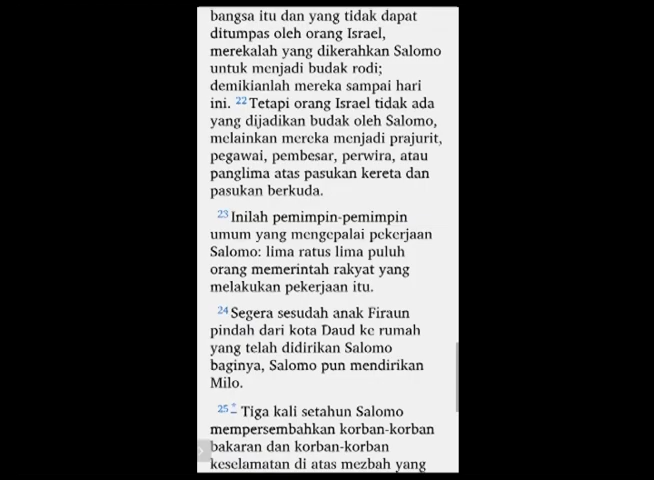 bangsa itu dan yang tidak dapat
ditumpas oleh orang Israel,
merekalah yang dikerahkan Salomo
untuk menjadi budak rodi;
demikianlah mereka sampai hari
ini. 22 Tetapi orang Israel tidak ada
yang dijadikan budak oleh Salomo,
melainkan mereka menjadi prajurit,
pegawai, pembesar, perwira, atau
panglima atas pasukan kereta dan
pasukan berkuda.
23 Inilah pemimpin-pemimpin
umum yang mengepalai pekerjaan
Salomo: lima ratus lima puluh
orang memerintah rakyat yang
melakukan pekerjaan itu.
24 Segera sesudah anak Firaun
pindah dari kota Daud ke rumah
yang telah didirikan Salomo
baginya, Salomo pun mendirikan
Milo.
25 * Tiga kali setahun Salomo
mempersembahkan korban-korban
bakaran dan korban-korban
keselamatan di atas mezbah yang